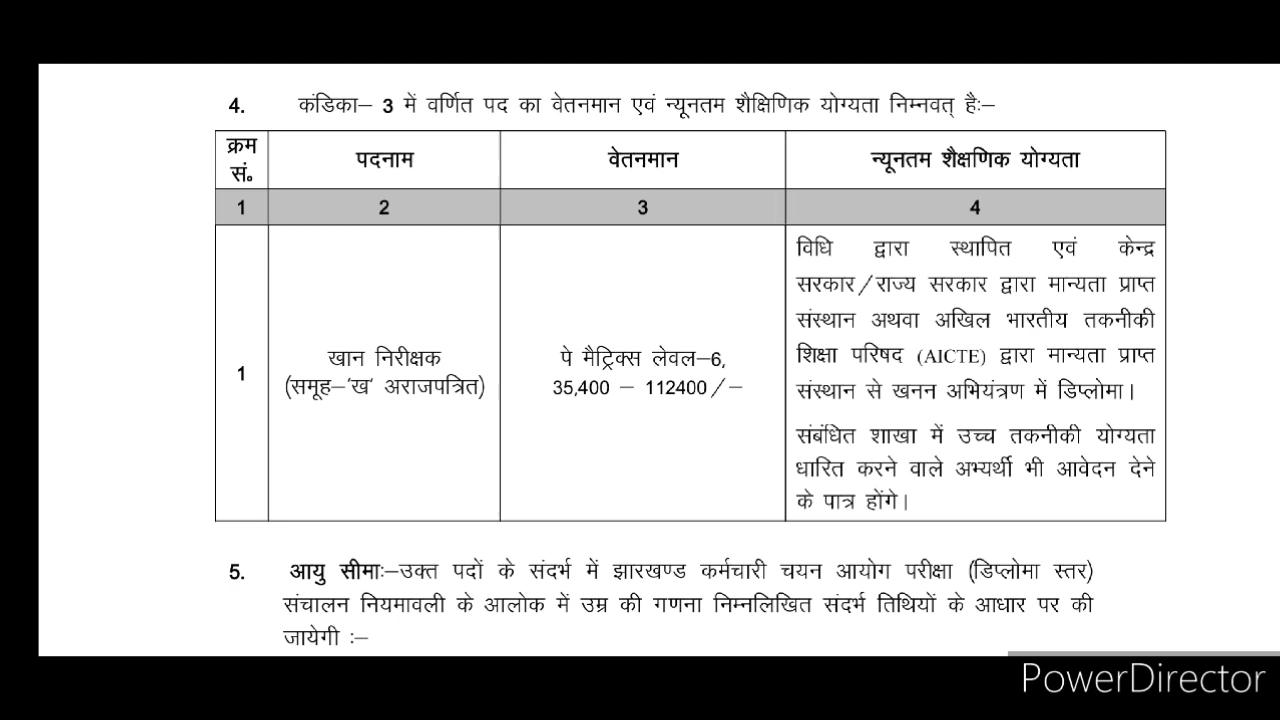 4. कंडिका– 3 में वर्णित पद का वेतनमान एवं न्यूनतम शैक्षिणिक योग्यता निम्नवत् हैः–
क्रम सं॰ पदनाम वेतनमान न्यूनतम शैक्षणिक योग्यता
1 2 3 4
1
खान निरीक्षक
(समूह–‘ख’ अराजपत्रित)
पे मैट्रिक्स लेवल–6,
35,400 – 112400/–
विधि द्वारा स्थापित एवं केन्द्र
सरकार/राज्य सरकार द्वारा मान्यता प्राप्त
संस्थान अथवा अखिल भारतीय तकनीकी
शिक्षा परिषद (AICTE) द्वारा मान्यता प्राप्त
संस्थान से खनन अभियंत्रण में डिप्लोमा।
संबंधित शाखा में उच्च तकनीकी योग्यता
धारित करने वाले अभ्यर्थी भी आवेदन देने
के पात्र होंगे।
5. आयु सीमाः–उक्त पदों के संदर्भ में झारखण्ड कर्मचारी चयन आयोग परीक्षा (डिप्लोमा स्तर)
संचालन नियमावली के आलोक में उम्र की गणना निम्नलिखित संदर्भ तिथियों के आधार पर की
जायेगी :–
PowerDirector